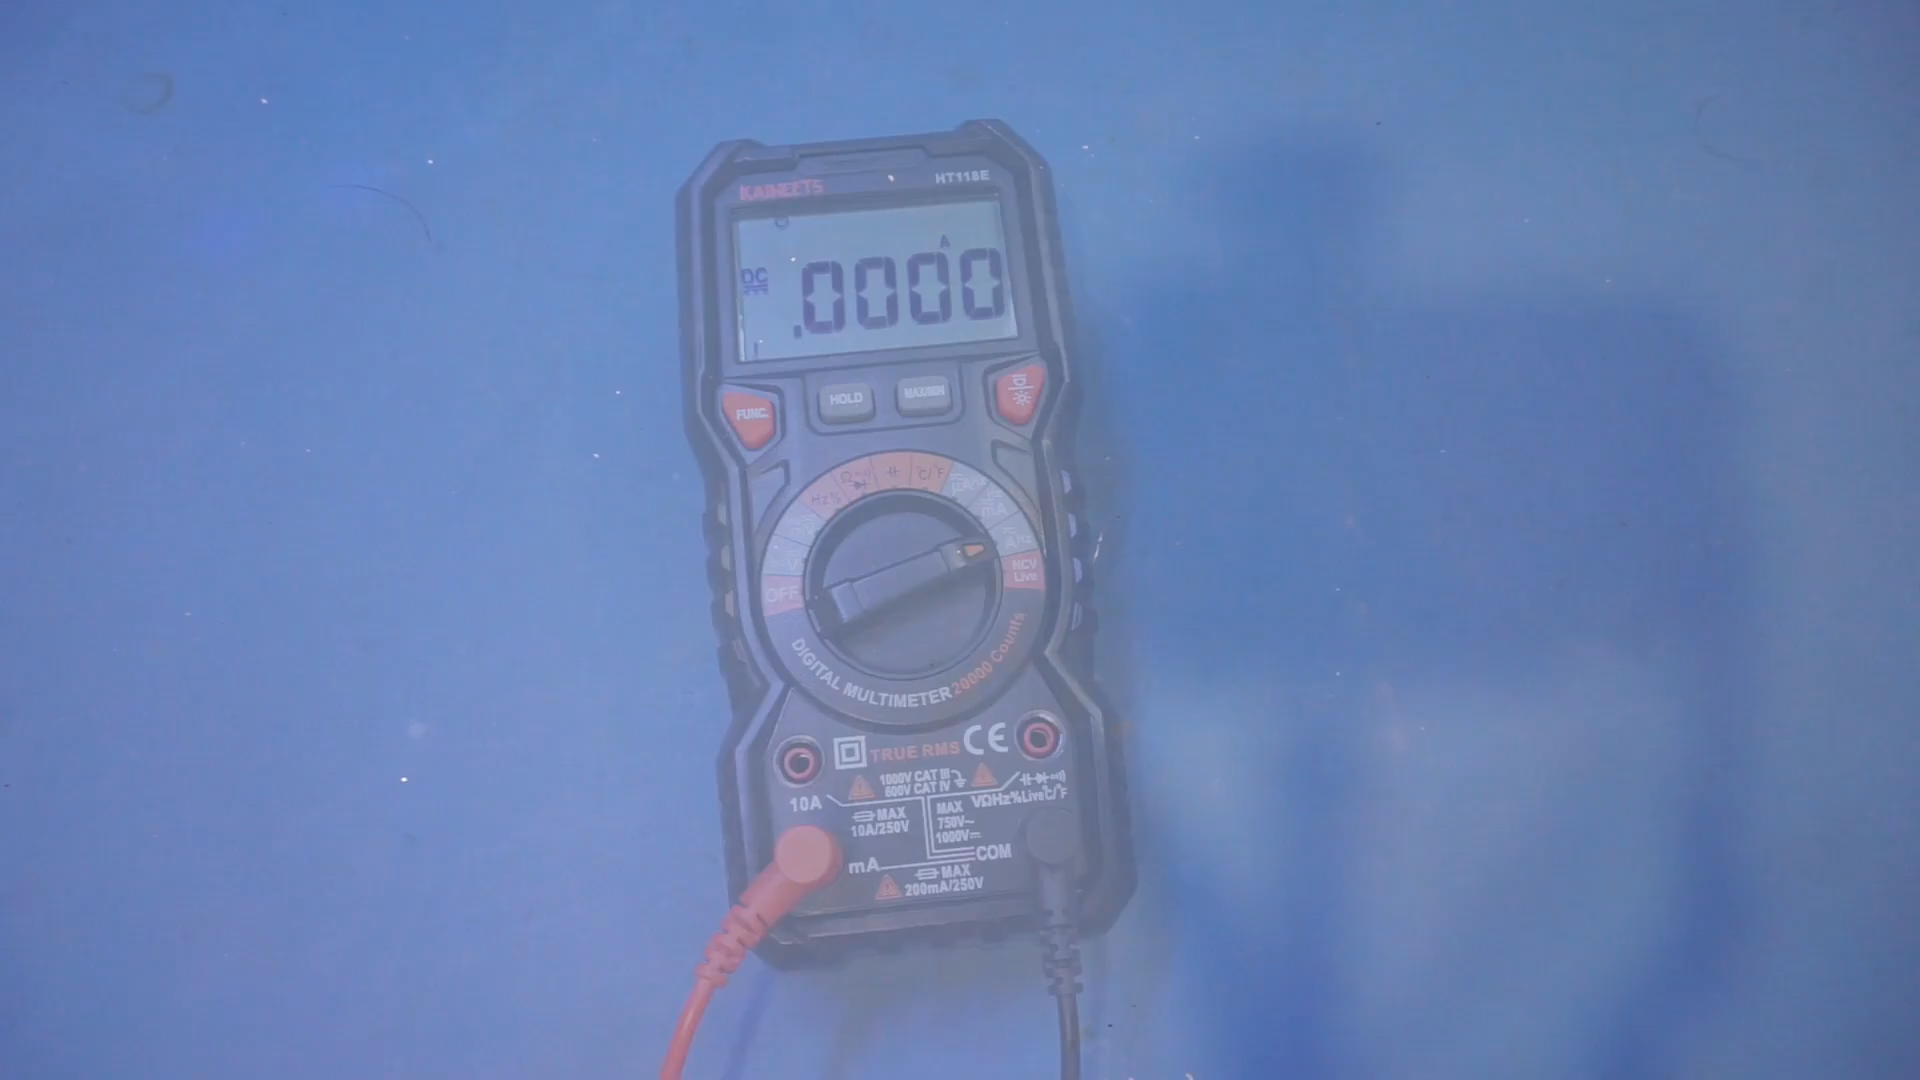 KAIWEETS
HT118E
A
DC
.0000
FUNC.
HOLD
MAX/MIN
Hz%
Ω
°C/°F
mA
V
OFF
NCV
Live
DIGITAL MULTIMETER 20000 Counts
TRUE RMS
CE
1000V CAT III
600V CAT IV
10A
MAX
10A/250V
MAX
750V~
1000V
VΩHz%Live°C/°F
mA
COM
MAX
200mA/250V